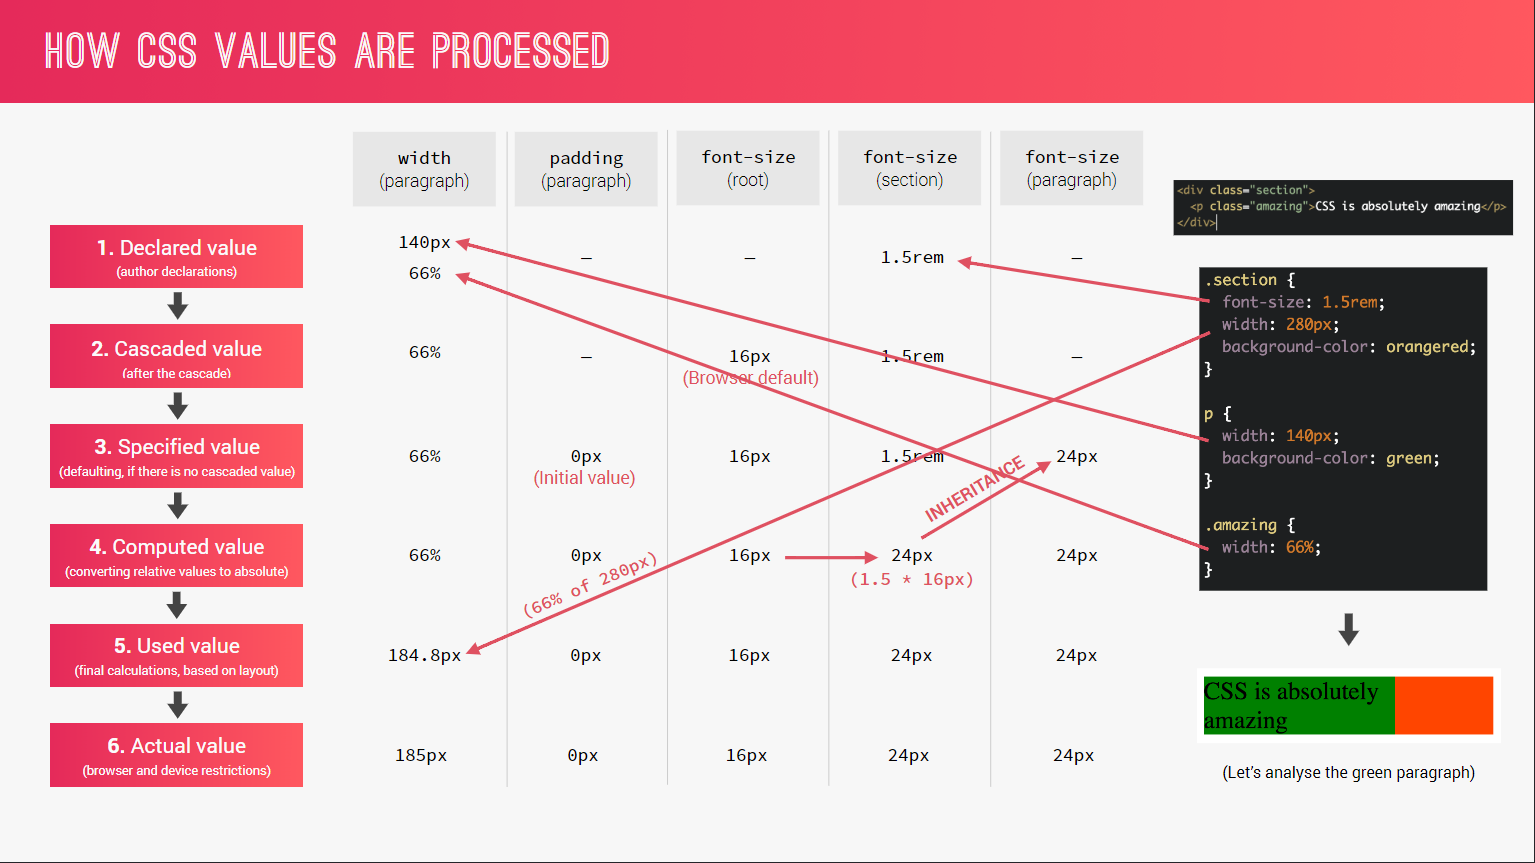 HOW CSS VALUES ARE PROCESSED
width
(paragraph)
padding
(paragraph)
font-size
(root)
font-size
(section)
font-size
(paragraph)
1. Declared value
(author declarations)
140px
66%
–
–
1.5rem
–
2. Cascaded value
(after the cascade)
66%
–
16px
(Browser default)
1.5rem
–
3. Specified value
(defaulting, if there is no cascaded value)
66%
0px
(Initial value)
16px
1.5rem
INHERITANCE
24px
4. Computed value
(converting relative values to absolute)
66%
0px
16px
24px
(1.5 * 16px)
24px
(66% of 280px)
5. Used value
(final calculations, based on layout)
184.8px
0px
16px
24px
24px
6. Actual value
(browser and device restrictions)
185px
0px
16px
24px
24px
<div class="section">
<p class="amazing">CSS is absolutely amazing</p>
</div>
.section {
font-size: 1.5rem;
width: 280px;
background-color: orangered;
}
p {
width: 140px;
background-color: green;
}
.amazing {
width: 66%;
}
CSS is absolutely
amazing
(Let's analyse the green paragraph)